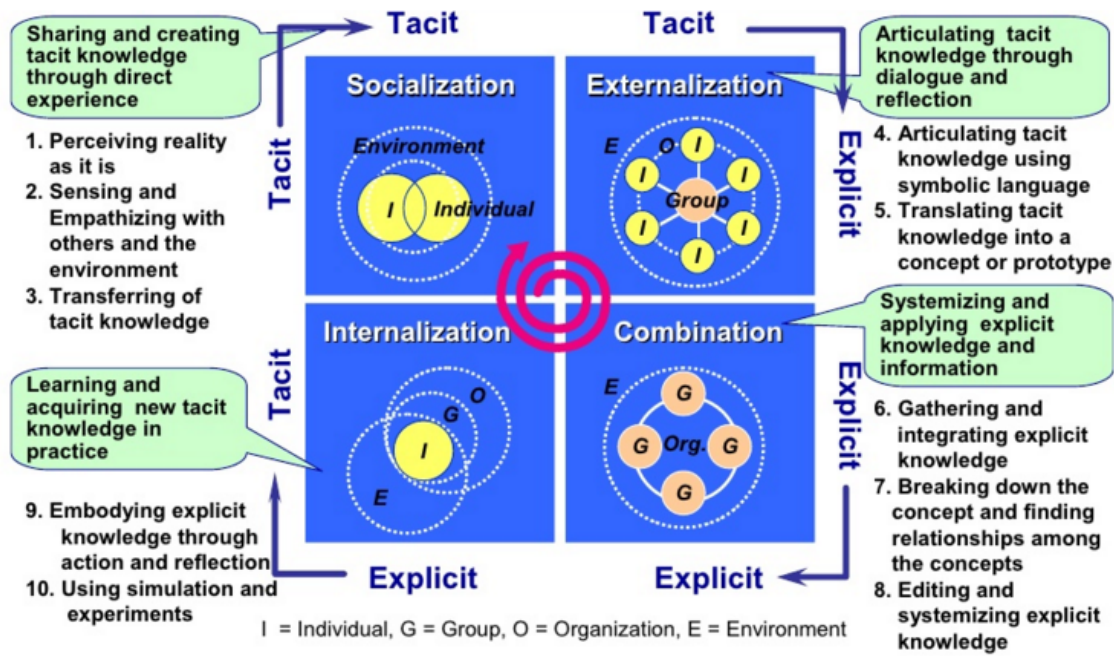 Sharing and creating
tacit knowledge
through direct
experience
1. Perceiving reality
as it is
2. Sensing and
Empathizing with
others and the
environment
3. Transferring of
tacit knowledge
Tacit
Tacit
Socialization
Environment
I
Individual
Tacit
Explicit
Externalization
E
O
I
I
I
Group
I
I
I
Articulating tacit
knowledge through
dialogue and
reflection
4. Articulating tacit
knowledge using
symbolic language
5. Translating tacit
knowledge into a
concept or prototype
Learning and
acquiring new tacit
knowledge in
practice
9. Embodying explicit
knowledge through
action and reflection
10. Using simulation and
experiments
Tacit
Explicit
Internalization
O
G
I
E
Combination
E
G
G
Org.
G
G
Explicit
Explicit
Systemizing and
applying explicit
knowledge and
information
6. Gathering and
integrating explicit
knowledge
7. Breaking down the
concept and finding
relationships among
the concepts
8. Editing and
systemizing explicit
knowledge
I = Individual, G = Group, O = Organization, E = Environment